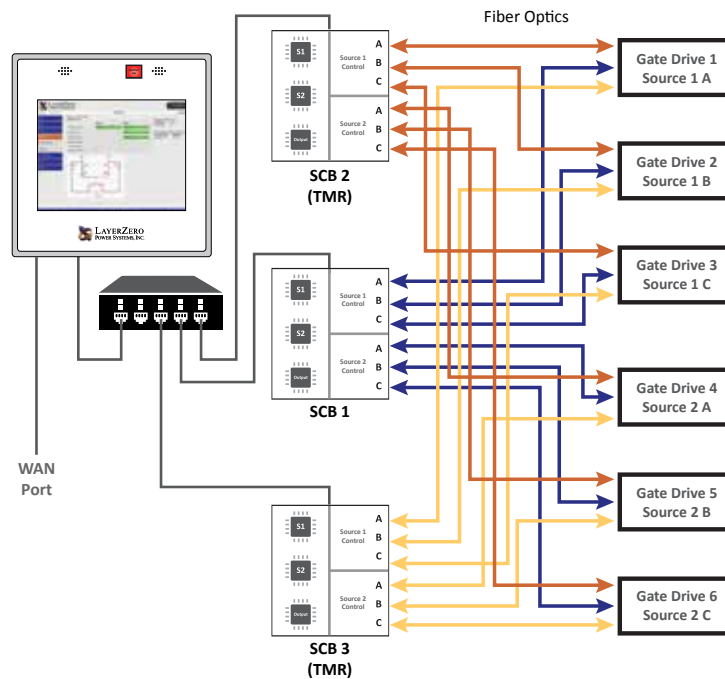 Fiber Optics
LAYERZERO
POWER SYSTEMS, INC.
WAN
Port
S1
S2
Output
Source 1
Control
Source 2
Control
A
B
C
A
B
C
SCB 2
(TMR)
S1
S2
Output
Source 1
Control
Source 2
Control
A
B
C
A
B
C
SCB 1
S1
S2
Output
Source 1
Control
Source 2
Control
A
B
C
A
B
C
SCB 3
(TMR)
Gate Drive 1
Source 1 A
Gate Drive 2
Source 1 B
Gate Drive 3
Source 1 C
Gate Drive 4
Source 2 A
Gate Drive 5
Source 2 B
Gate Drive 6
Source 2 C